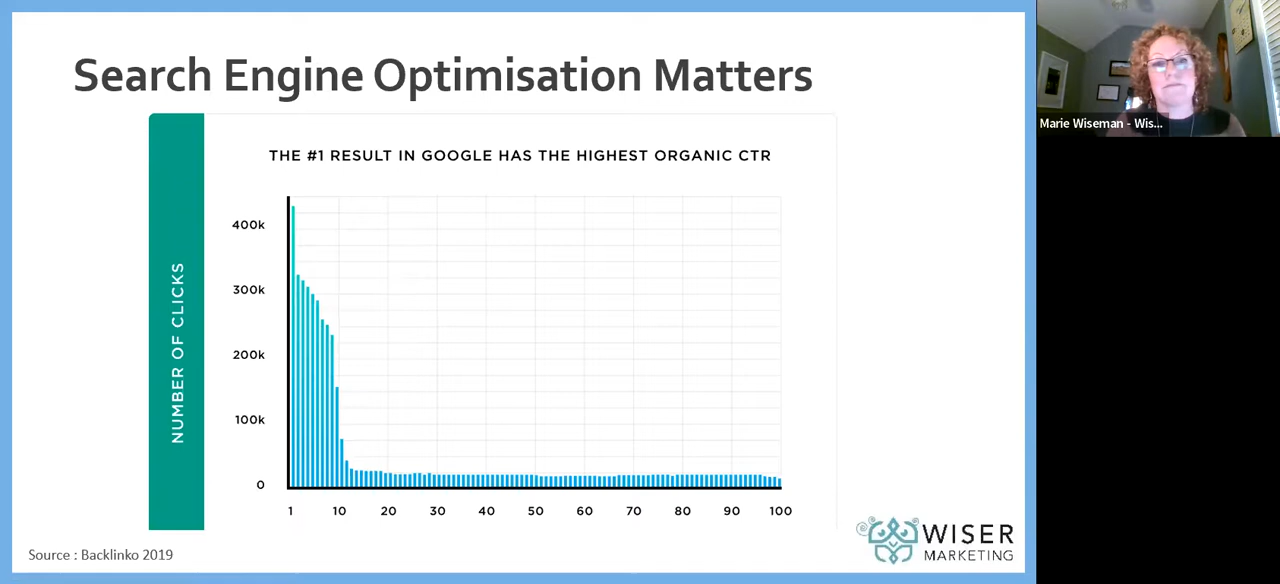 Search Engine Optimisation Matters
THE #1 RESULT IN GOOGLE HAS THE HIGHEST ORGANIC CTR
NUMBER OF CLICKS
400k
300k
200k
100k
0
1 10 20 30 40 50 60 70 80 90 100
Source : Backlinko 2019
WISER
MARKETING
Marie Wiseman - Wis...